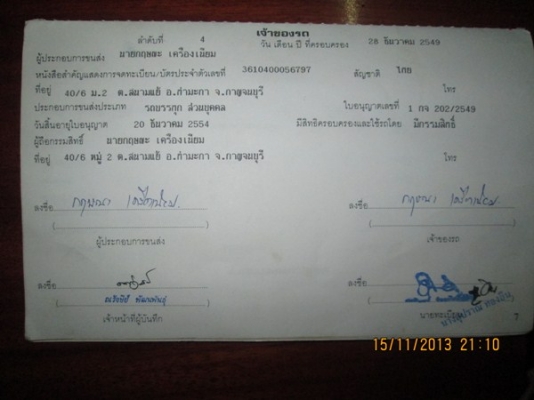 เจ้าของรถ
ลำดับที่ 4 วัน เดือน ปี ที่ครอบครอง 28 ธันวาคม 2549
ผู้ประกอบการขนส่ง นายกฤษณะ เครือเนียม
หนังสือสำคัญแสดงการจดทะเบียน/บัตรประจำตัวเลขที่ 3610400056797 สัญชาติ ไทย
ที่อยู่ 40/6 ม.2 ต.สนามแย้ อ.ท่ามะกา จ.กาญจนบุรี โทร
ประกอบการขนส่งประเภท รถบรรทุก ส่วนบุคคล ใบอนุญาตเลขที่ 1 กจ 202/2549
วันสิ้นอายุใบอนุญาต 20 ธันวาคม 2554 มีสิทธิครอบครองและใช้รถโดย มีกรรมสิทธิ์
ผู้ถือกรรมสิทธิ์ นายกฤษณะ เครือเนียม
ที่อยู่ 40/6 หมู่ 2 ต.สนามแย้ อ.ท่ามะกา จ.กาญจนบุรี โทร
ลงชื่อ ลงชื่อ
ผู้ประกอบการขนส่ง เจ้าของรถ
ลงชื่อ ลงชื่อ
เจ้าหน้าที่ผู้บันทึก นายทะเบียน
7
15/11/2013 21:10